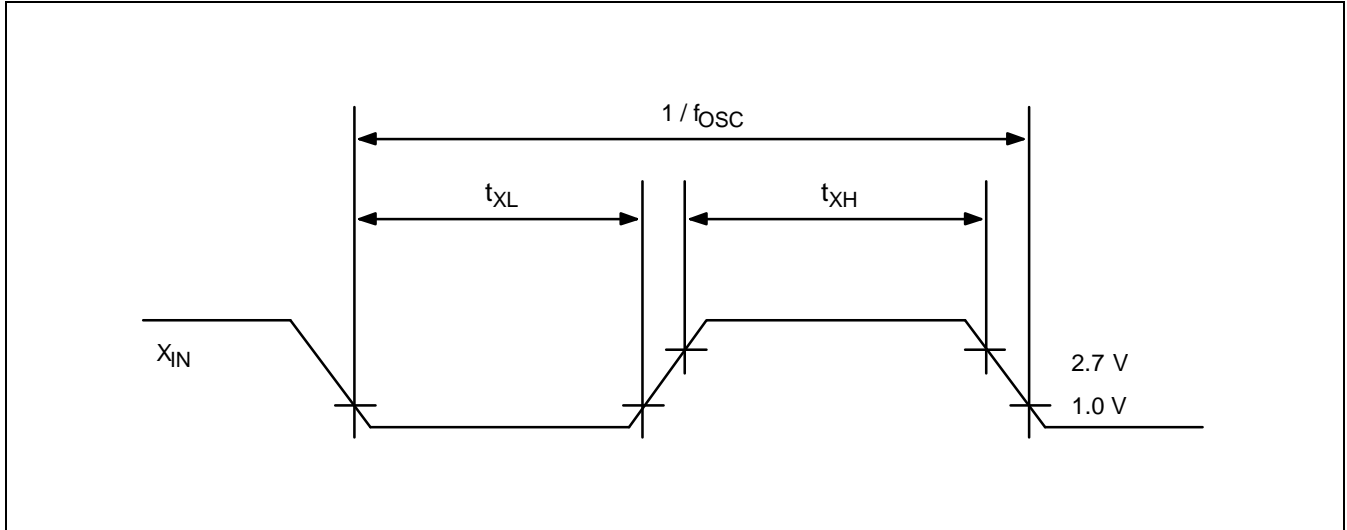 1 / fOSC
tXL
tXH
XIN
2.7 V
1.0 V